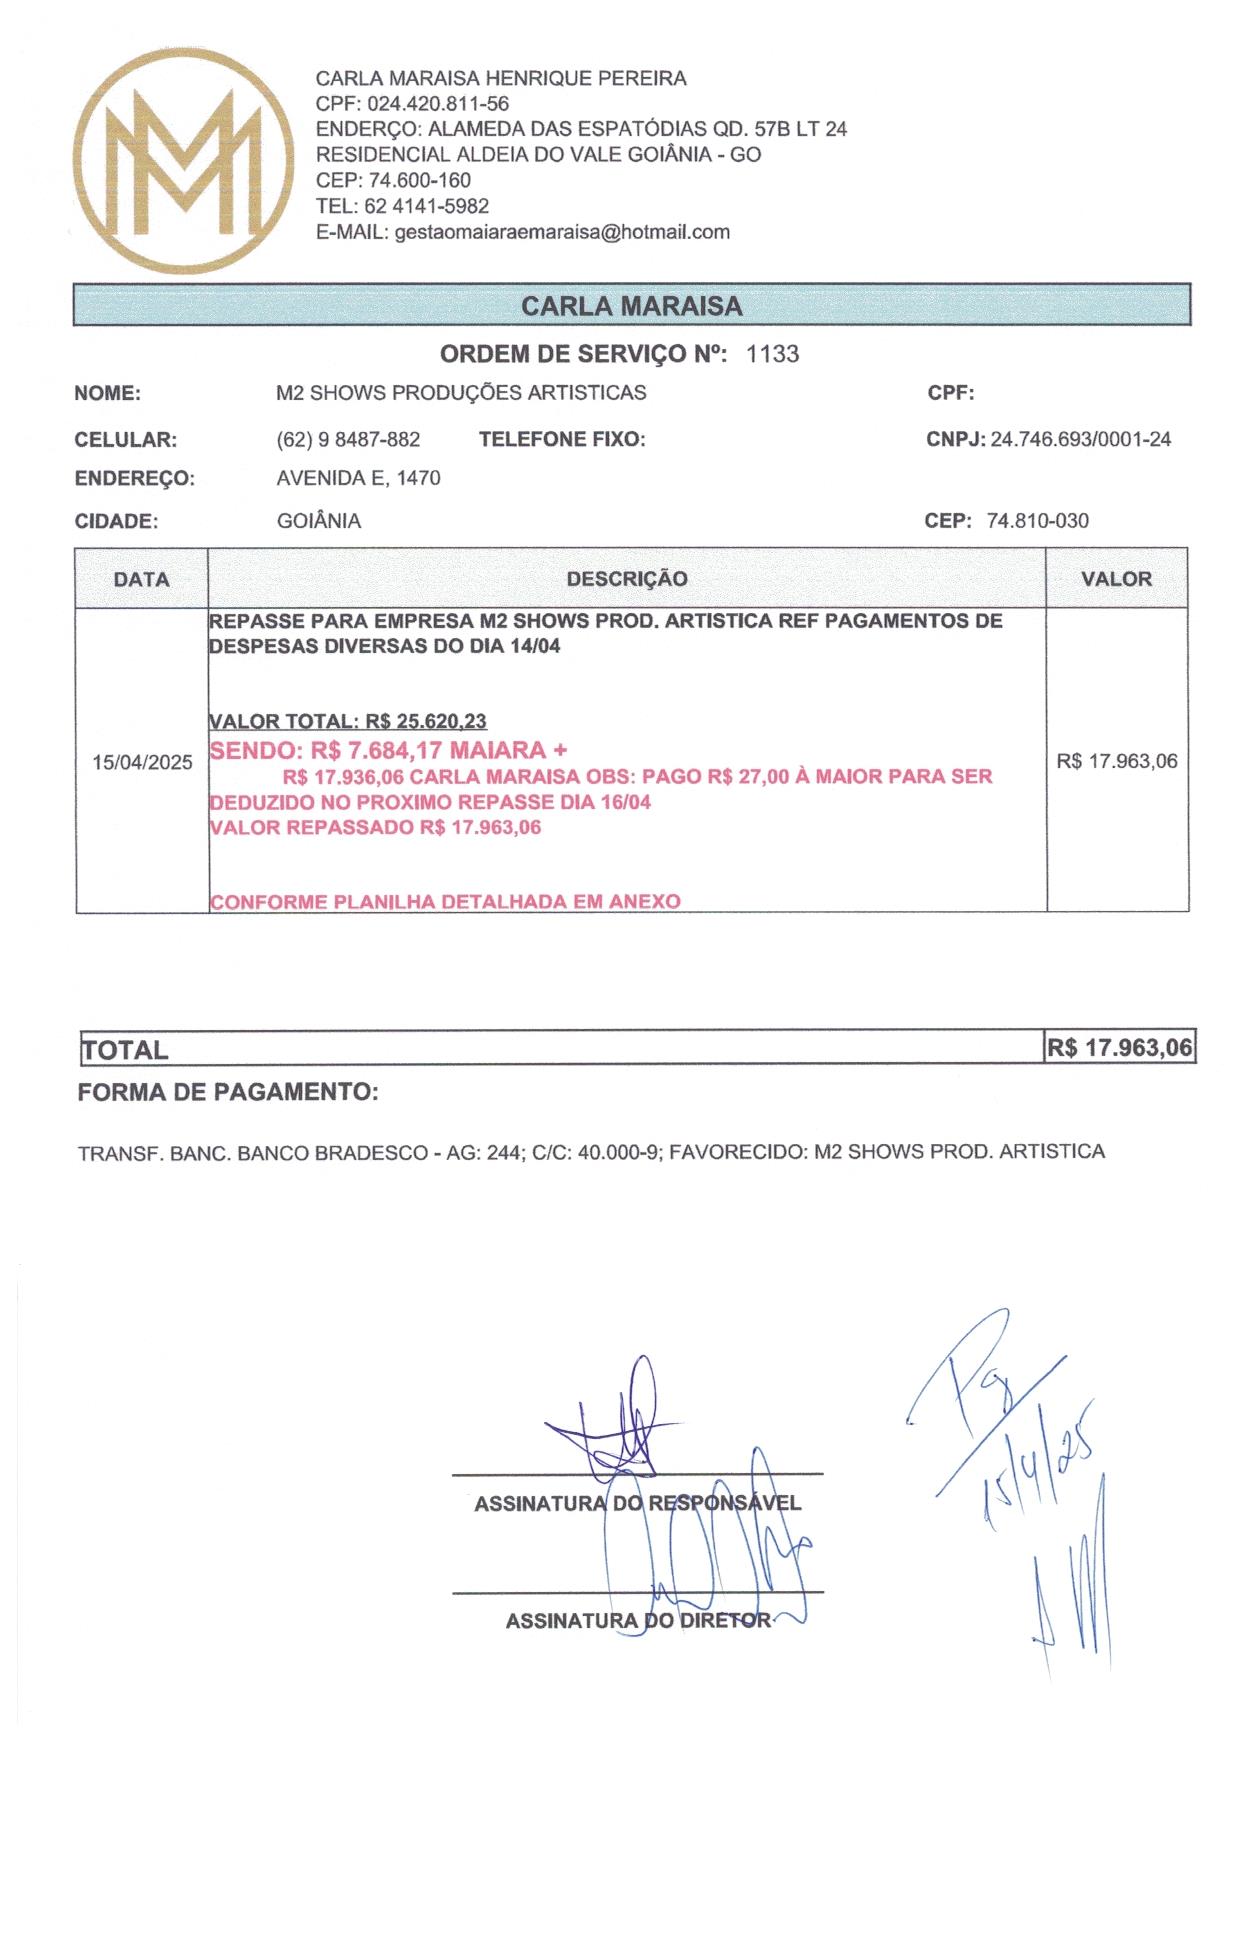 CARLA MARAISA HENRIQUE PEREIRA
CPF: 024.420.811-56
ENDERÇO: ALAMEDA DAS ESPATÓDIAS QD. 57B LT 24
RESIDENCIAL ALDEIA DO VALE GOIÂNIA - GO
CEP: 74.600-160
TEL: 62 4141-5982
E-MAIL: gestaomaiaraemaraisa@hotmail.com
CARLA MARAISA
ORDEM DE SERVIÇO Nº: 1133
NOME: M2 SHOWS PRODUÇÕES ARTISTICAS CPF:
CELULAR: (62) 9 8487-882 TELEFONE FIXO: CNPJ: 24.746.693/0001-24
ENDEREÇO: AVENIDA E, 1470
CIDADE: GOIÂNIA CEP: 74.810-030
DATA DESCRIÇÃO VALOR
REPASSE PARA EMPRESA M2 SHOWS PROD. ARTISTICA REF PAGAMENTOS DE
DESPESAS DIVERSAS DO DIA 14/04
VALOR TOTAL: R$ 25.620,23
SENDO: R$ 7.684,17 MAIARA +
15/04/2025 R$ 17.963,06
R$ 17.936,06 CARLA MARAISA OBS: PAGO R$ 27,00 À MAIOR PARA SER
DEDUZIDO NO PROXIMO REPASSE DIA 16/04
VALOR REPASSADO R$ 17.963,06
CONFORME PLANILHA DETALHADA EM ANEXO
TOTAL R$ 17.963,06
FORMA DE PAGAMENTO:
TRANSF. BANC. BANCO BRADESCO - AG: 244; C/C: 40.000-9; FAVORECIDO: M2 SHOWS PROD. ARTISTICA
Pg
15/4/25
ASSINATURA DO RESPONSÁVEL
ASSINATURA DO DIRETOR